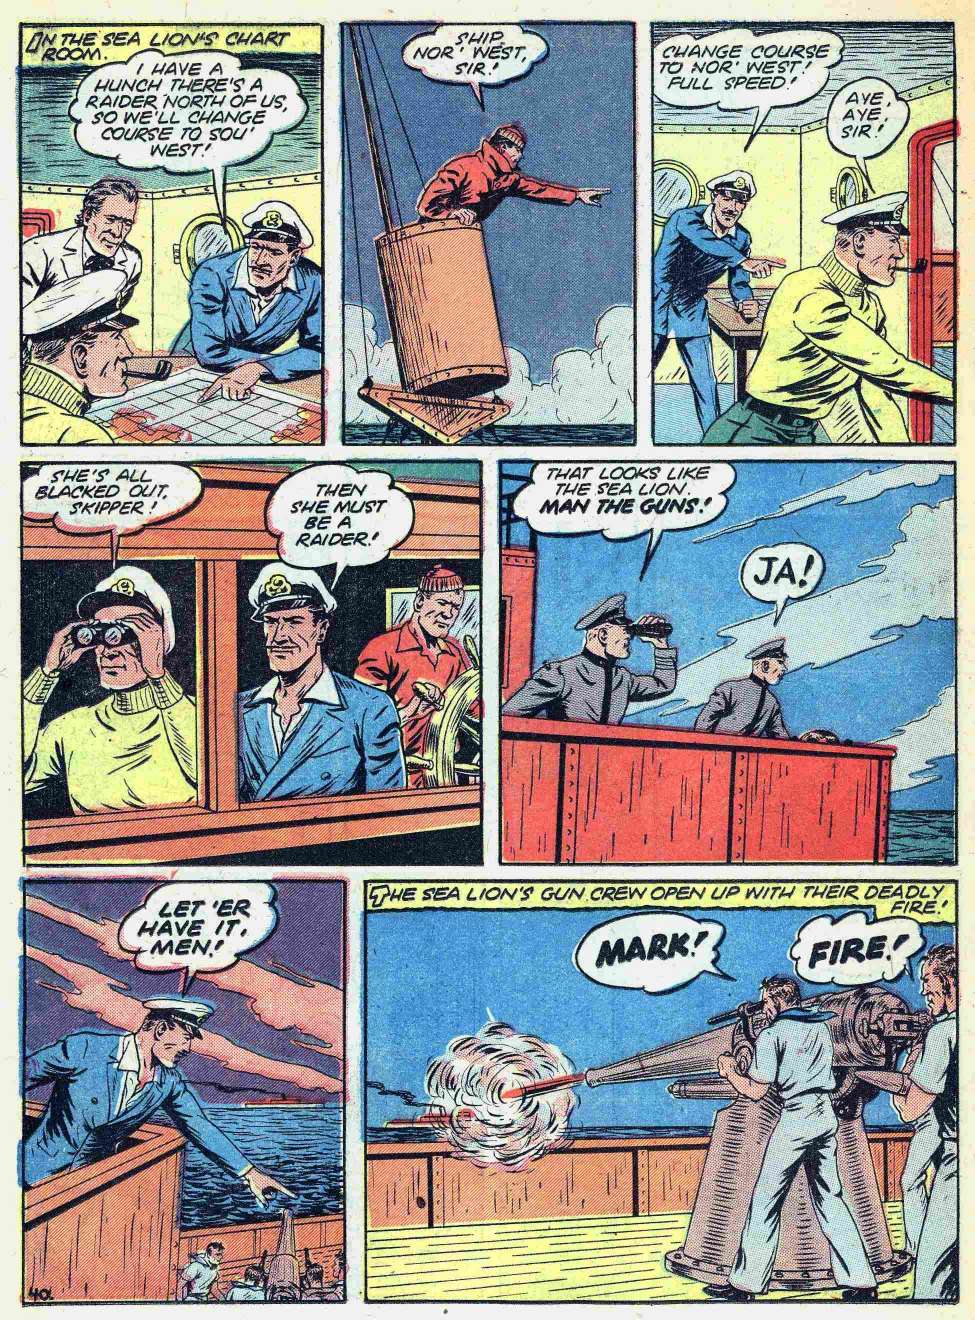 IN THE SEA LION'S CHART
ROOM.
I HAVE A
HUNCH THERE'S A
RAIDER NORTH OF US,
SO WE'LL CHANGE
COURSE TO SOU'
WEST!
SHIP
NOR' WEST,
SIR!
CHANGE COURSE
TO NOR' WEST!
FULL SPEED!
AYE,
AYE,
SIR!
SHE'S ALL
BLACKED OUT,
SKIPPER!
THEN
SHE MUST
BE A
RAIDER!
THAT LOOKS LIKE
THE SEA LION.
MAN THE GUNS!
JA!
LET 'ER
HAVE IT,
MEN!
THE SEA LION'S GUN CREW OPEN UP WITH THEIR DEADLY
FIRE!
MARK!
FIRE!
40